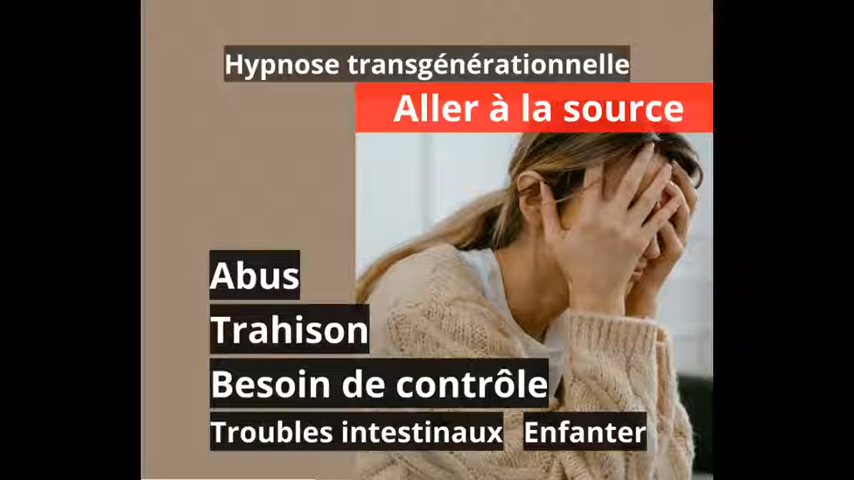 Hypnose transgénérationnelle
Aller à la source
Abus
Trahison
Besoin de contrôle
Troubles intestinaux Enfanter